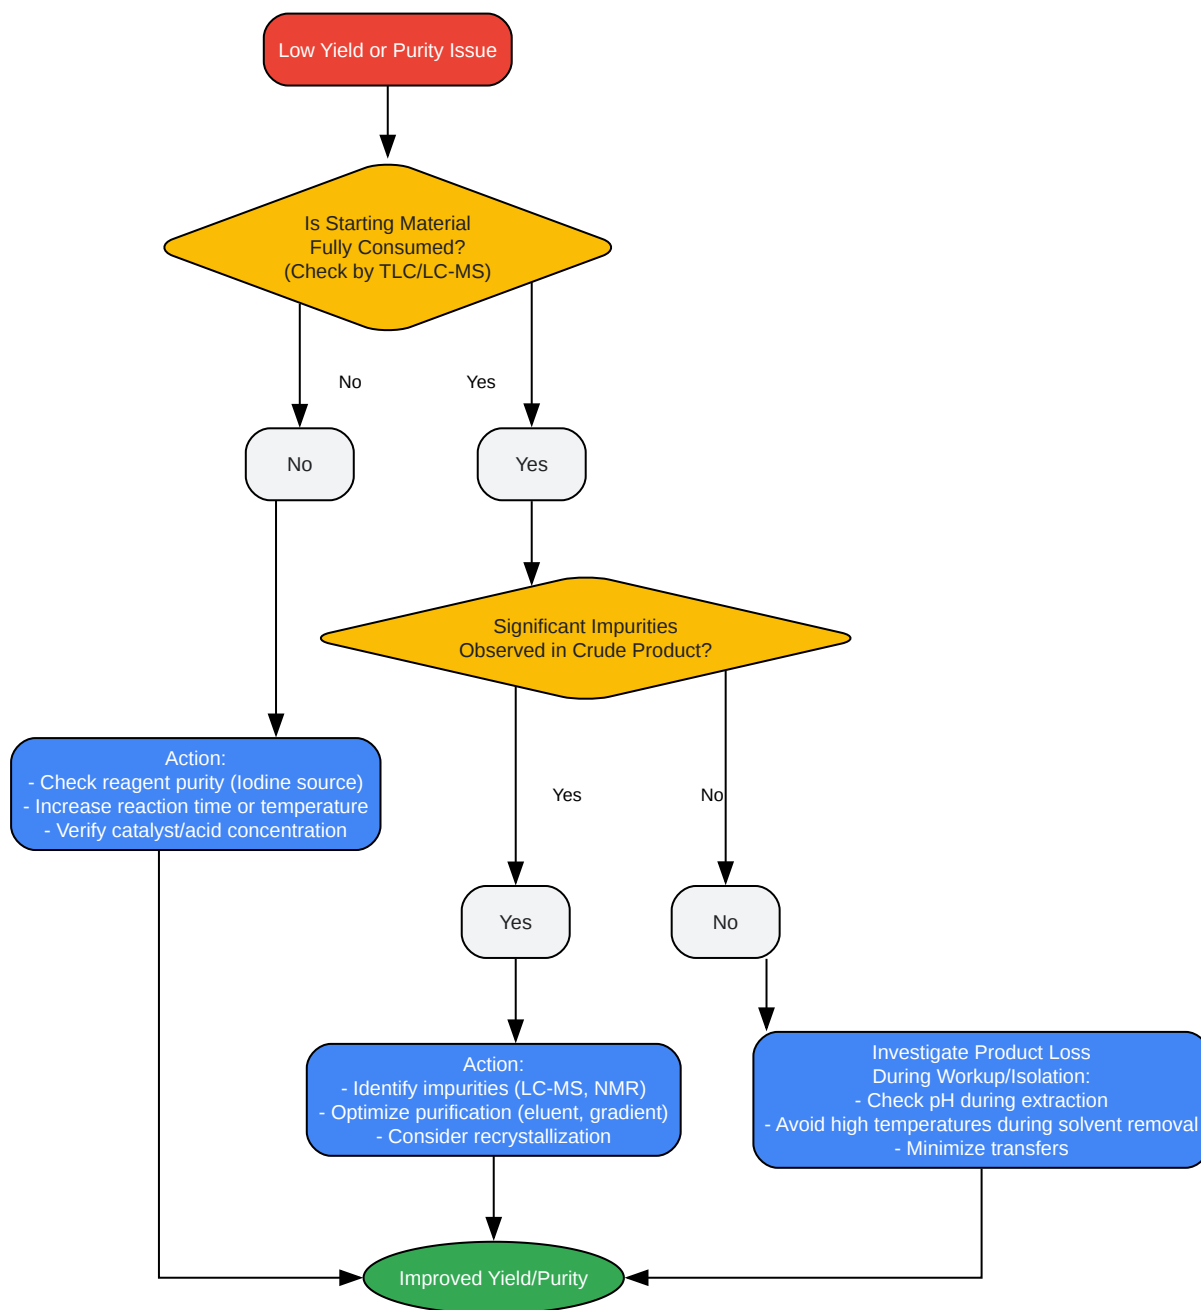 Low Yield or Purity Issue
Is Starting Material
Fully Consumed?
(Check by TLC/LC-MS)
No
Yes
No
Yes
Significant Impurities
Observed in Crude Product?
Action:
- Check reagent purity (Iodine source)
- Increase reaction time or temperature
- Verify catalyst/acid concentration
Yes
No
Yes
No
Action:
- Identify impurities (LC-MS, NMR)
- Optimize purification (eluent, gradient)
- Consider recrystallization
Investigate Product Loss
During Workup/Isolation:
- Check pH during extraction
- Avoid high temperatures during solvent removal
- Minimize transfers
Improved Yield/Purity